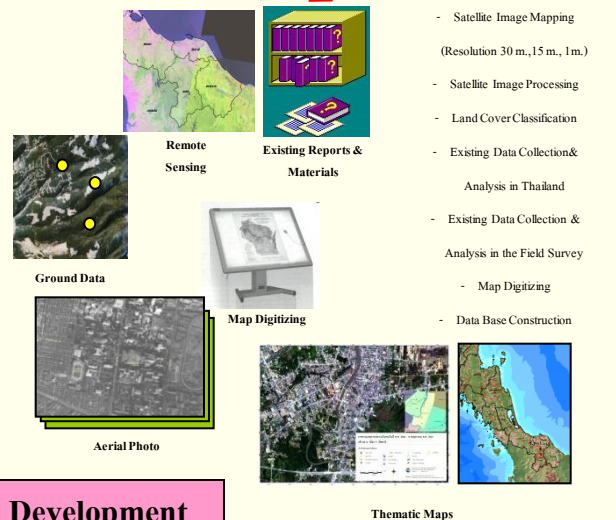 Remote
Sensing
Existing Reports &
Materials
Ground Data
Map Digitizing
Aerial Photo
Thematic Maps
Development
- Satellite Image Mapping
(Resolution 30 m.,15 m., 1m.)
- Satellite Image Processing
- Land Cover Classification
- Existing Data Collection&
Analysis in Thailand
- Existing Data Collection &
Analysis in the Field Survey
- Map Digitizing
- Data Base Construction